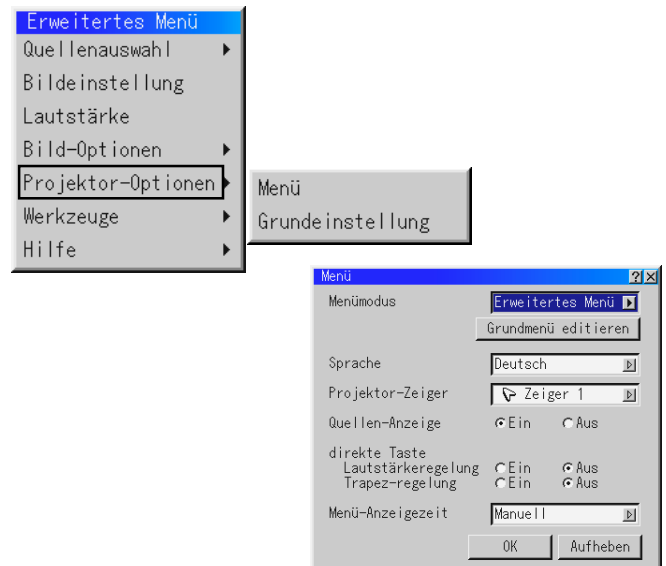 Erweitertes Menü
Quellenauswahl
Bildeinstellung
Lautstärke
Bild-Optionen
Projektor-Optionen
Werkzeuge
Hilfe
Menü
Grundeinstellung
Menü ? ×
Menümodus Erweitertes Menü
Grundmenü editieren
Sprache Deutsch
Projektor-Zeiger Zeiger 1
Quellen-Anzeige Ein Aus
direkte Taste
Lautstärkeregelung Ein Aus
Trapez-regelung Ein Aus
Menü-Anzeigezeit Manuell
OK Aufheben